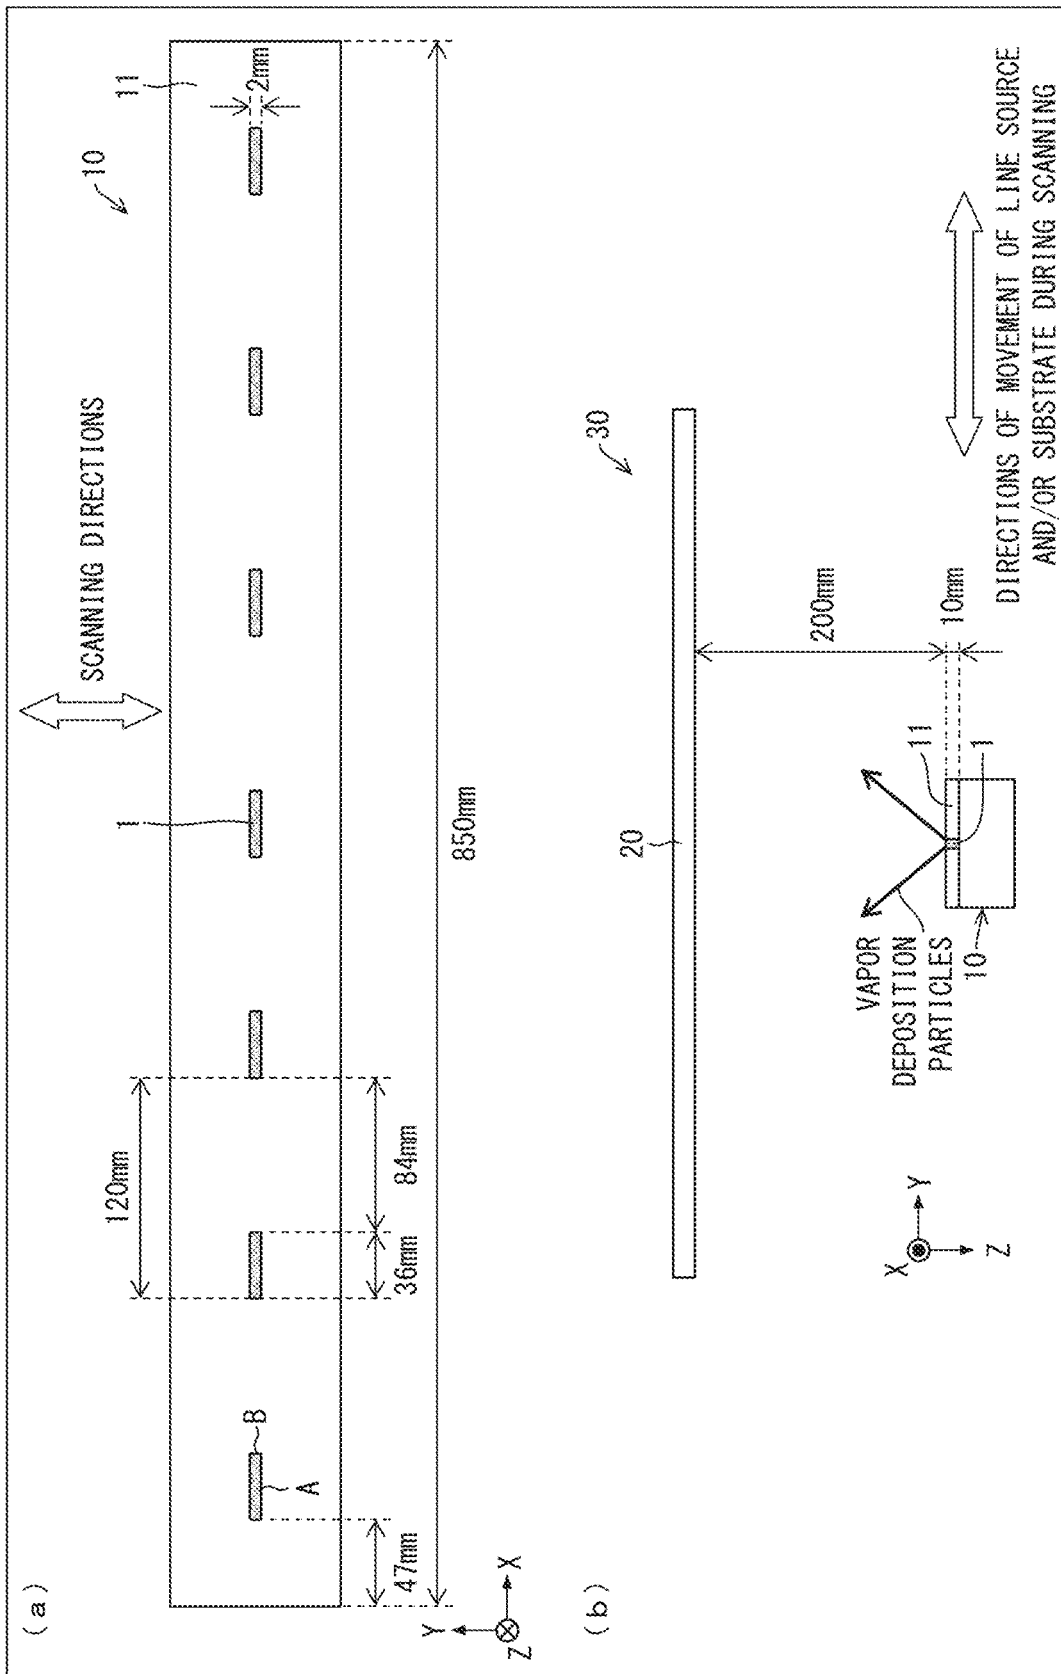 (a)
SCANNING DIRECTIONS
10
11
2mm
1
120mm
84mm
36mm
B
A
47mm
850mm
Y
X
Z
(b)
30
20
200mm
10mm
11
1
VAPOR
DEPOSITION
PARTICLES
10
X
Y
Z
DIRECTIONS OF MOVEMENT OF LINE SOURCE
AND/OR SUBSTRATE DURING SCANNING